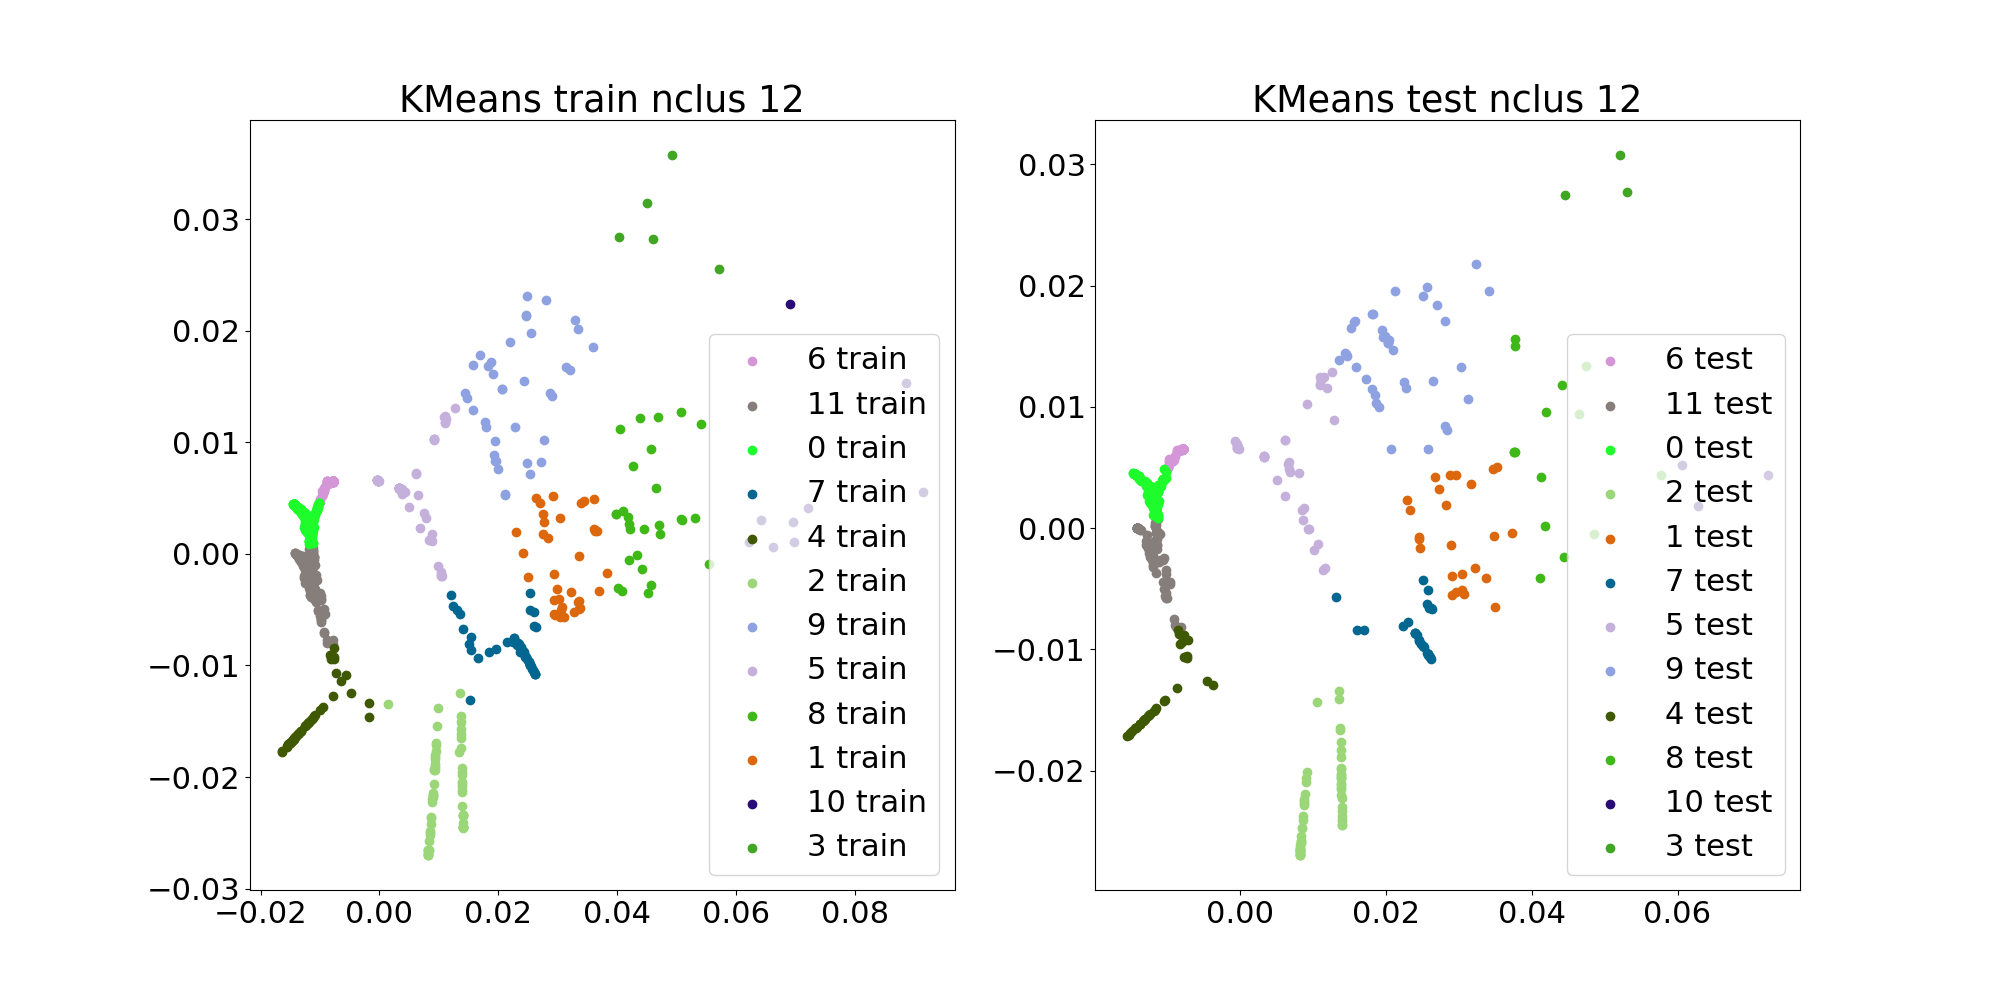 KMeans train nclus 12
0.03
0.02
0.01
0.00
−0.01
−0.02
−0.03
−0.02 0.00 0.02 0.04 0.06 0.08
6 train
11 train
0 train
7 train
4 train
2 train
9 train
5 train
8 train
1 train
10 train
3 train
KMeans test nclus 12
0.03
0.02
0.01
0.00
−0.01
−0.02
0.00 0.02 0.04 0.06
6 test
11 test
0 test
2 test
1 test
7 test
5 test
9 test
4 test
8 test
10 test
3 test